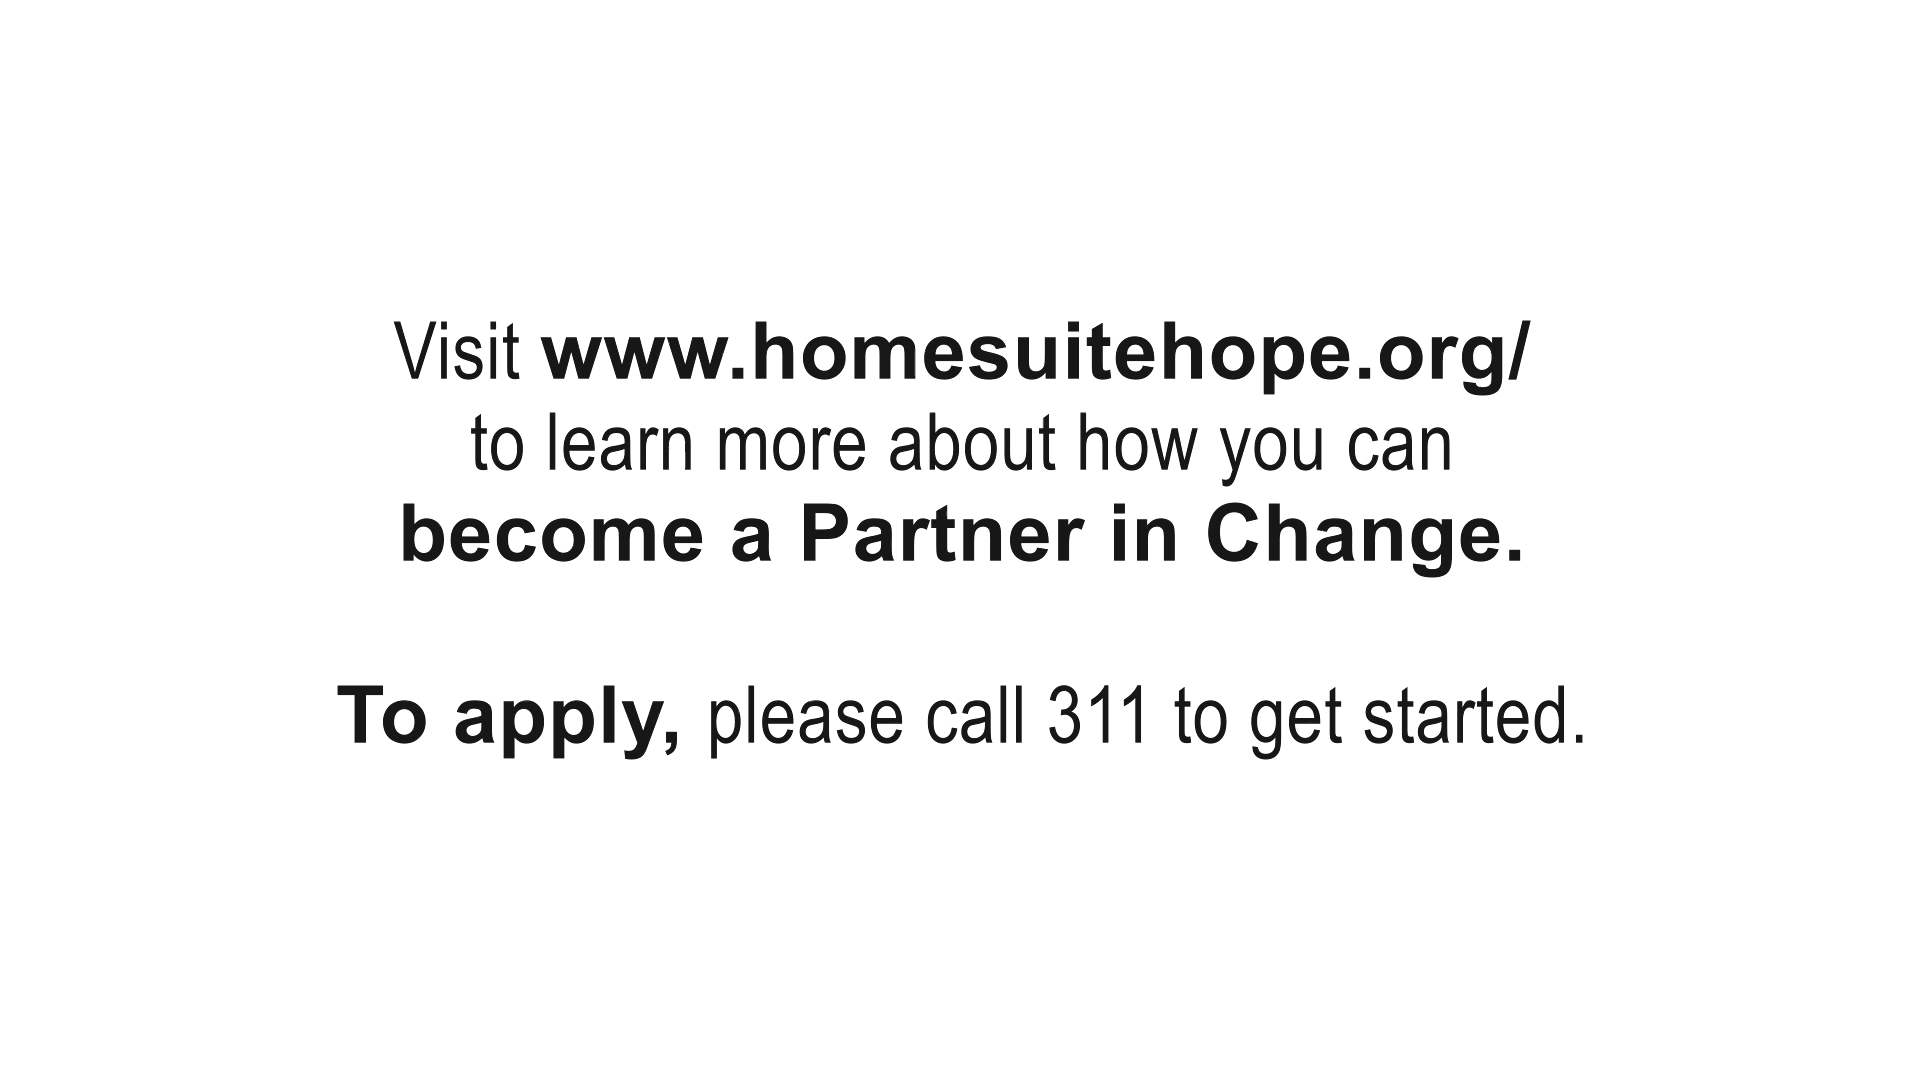 Visit www.homesuitehope.org/
to learn more about how you can
become a Partner in Change.
To apply, please call 311 to get started.